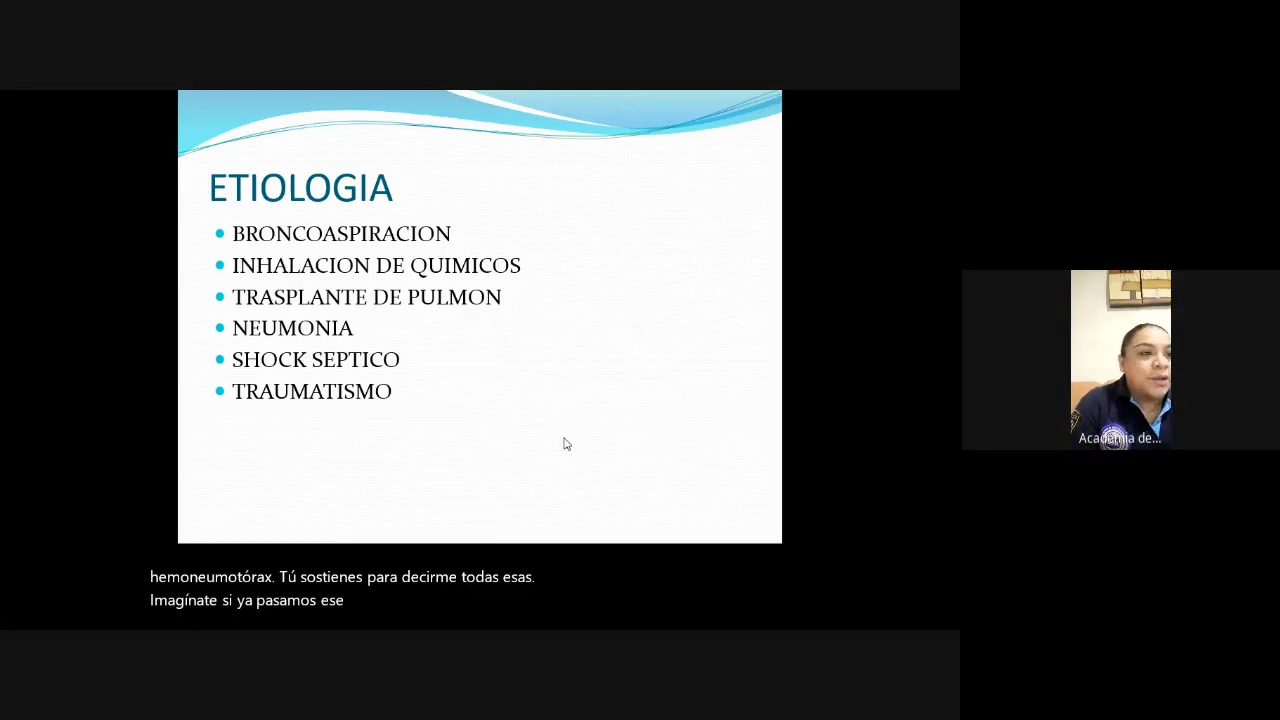 ETIOLOGIA
BRONCOASPIRACION
INHALACION DE QUIMICOS
TRASPLANTE DE PULMON
NEUMONIA
SHOCK SEPTICO
TRAUMATISMO
Academia de...
hemoneumotórax. Tú sostienes para decirme todas esas.
Imagínate si ya pasamos ese